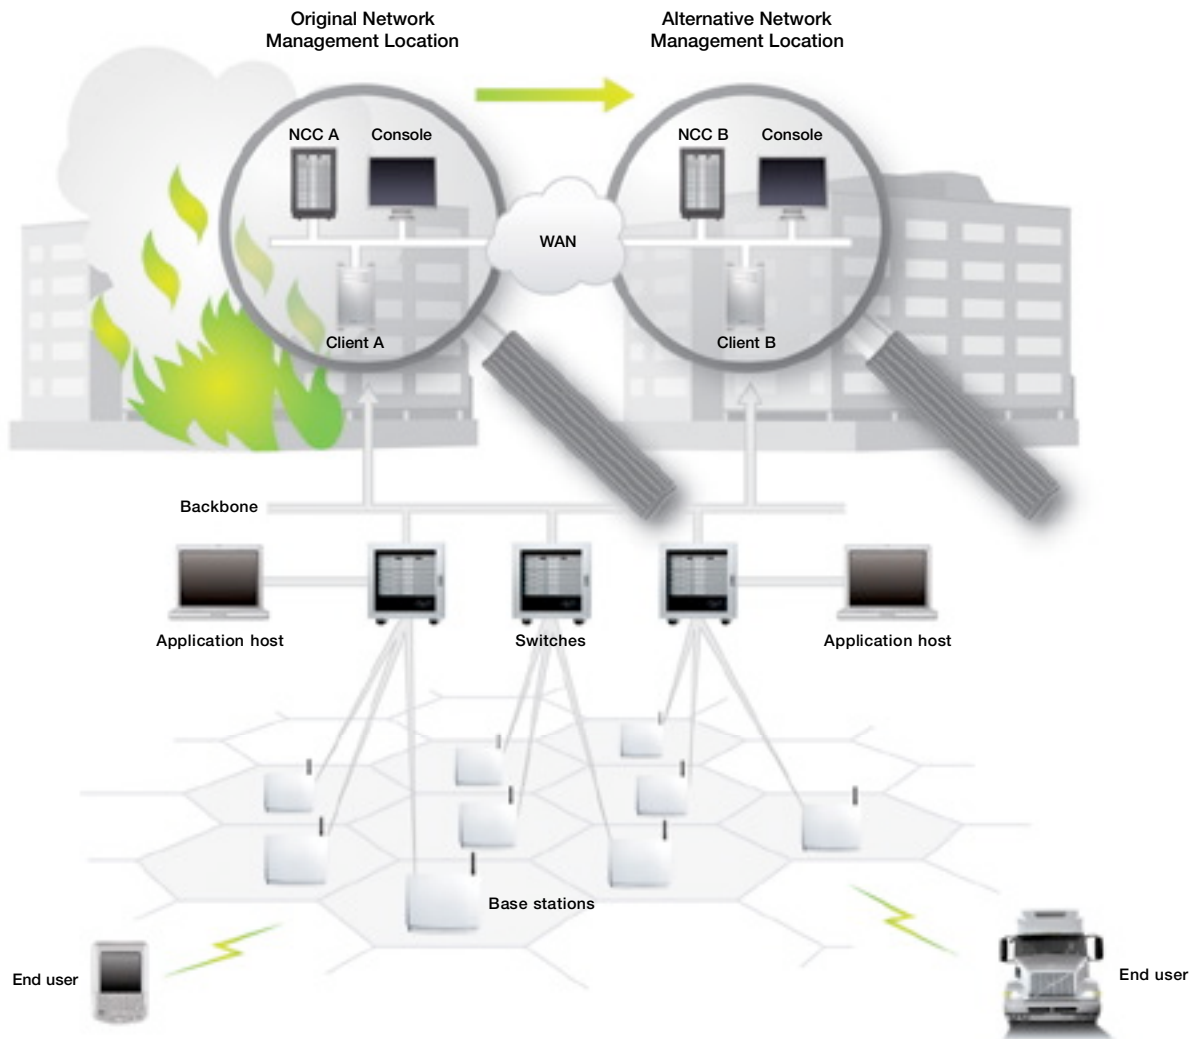 Original Network
Management Location
Alternative Network
Management Location
NCC A
Console
NCC B
Console
WAN
Client A
Client B
Backbone
Application host
Switches
Application host
Base stations
End user
End user